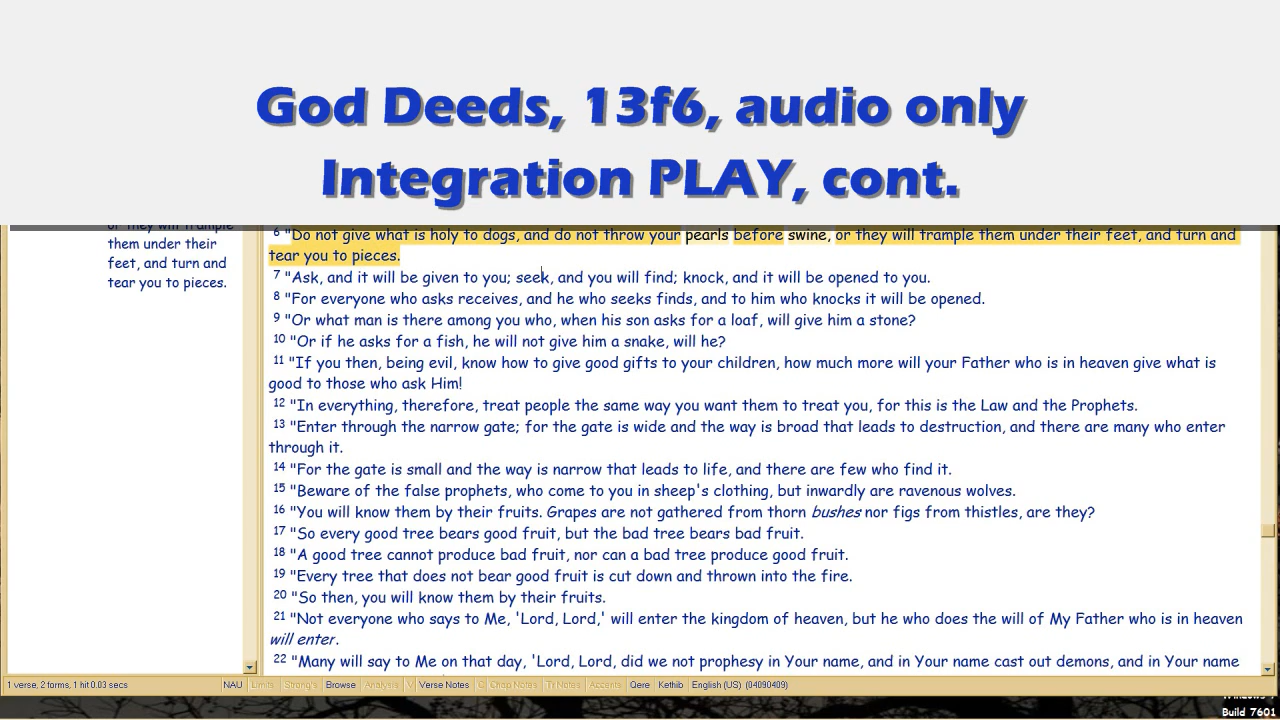 God Deeds, 13f6, audio only
Integration PLAY, cont.
or they will trample
them under their
feet, and turn and
tear you to pieces.
6 "Do not give what is holy to dogs, and do not throw your pearls before swine, or they will trample them under their feet, and turn and
tear you to pieces.
7 "Ask, and it will be given to you; seek, and you will find; knock, and it will be opened to you.
8 "For everyone who asks receives, and he who seeks finds, and to him who knocks it will be opened.
9 "Or what man is there among you who, when his son asks for a loaf, will give him a stone?
10 "Or if he asks for a fish, he will not give him a snake, will he?
11 "If you then, being evil, know how to give good gifts to your children, how much more will your Father who is in heaven give what is
good to those who ask Him!
12 "In everything, therefore, treat people the same way you want them to treat you, for this is the Law and the Prophets.
13 "Enter through the narrow gate; for the gate is wide and the way is broad that leads to destruction, and there are many who enter
through it.
14 "For the gate is small and the way is narrow that leads to life, and there are few who find it.
15 "Beware of the false prophets, who come to you in sheep's clothing, but inwardly are ravenous wolves.
16 "You will know them by their fruits. Grapes are not gathered from thorn bushes nor figs from thistles, are they?
17 "So every good tree bears good fruit, but the bad tree bears bad fruit.
18 "A good tree cannot produce bad fruit, nor can a bad tree produce good fruit.
19 "Every tree that does not bear good fruit is cut down and thrown into the fire.
20 "So then, you will know them by their fruits.
21 "Not everyone who says to Me, 'Lord, Lord,' will enter the kingdom of heaven, but he who does the will of My Father who is in heaven
will enter.
22 "Many will say to Me on that day, 'Lord, Lord, did we not prophesy in Your name, and in Your name cast out demons, and in Your name
1 verse, 2 forms, 1 hit 0.03 secs NAU Limits Strong's Browse Analysis V Verse Notes C Chap Notes Tr Notes Accents Qere Kethib English (US) (04090409)
Build 7601